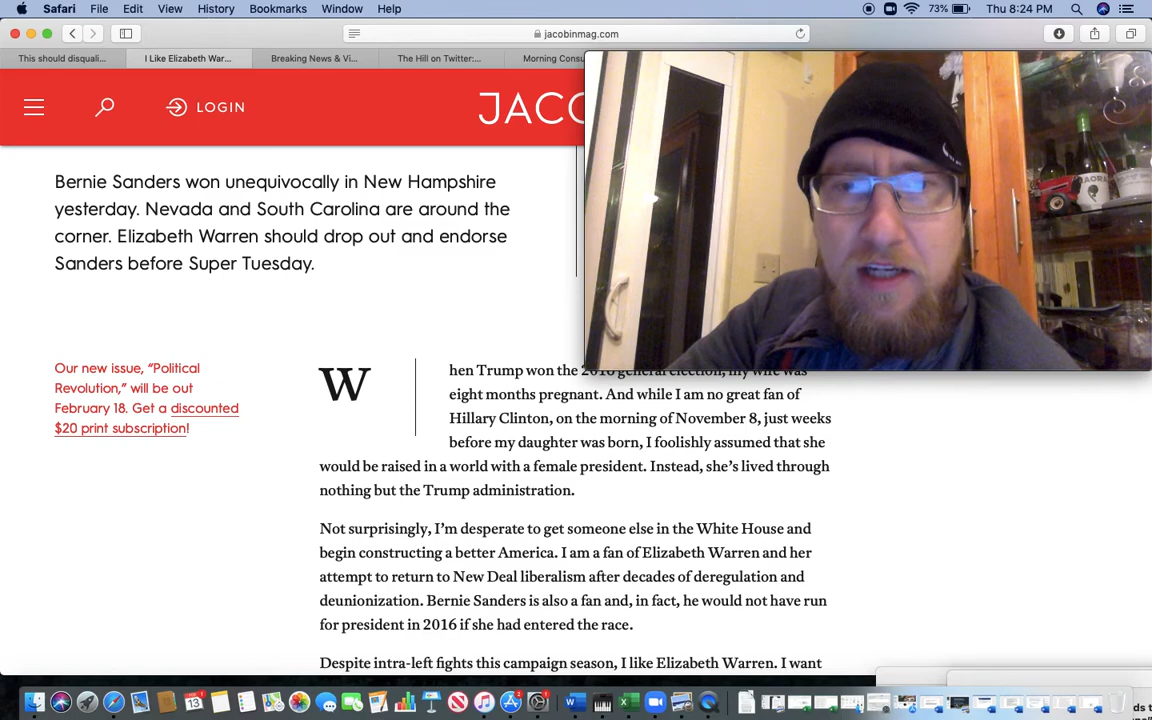 Safari File Edit View History Bookmarks Window Help 73% Thu 8:24 PM
jacobinmag.com
This should disquali... I Like Elizabeth War... Breaking News & Vi... The Hill on Twitter:... Morning Consu
LOGIN JACO
Bernie Sanders won unequivocally in New Hampshire
yesterday. Nevada and South Carolina are around the
corner. Elizabeth Warren should drop out and endorse
Sanders before Super Tuesday.
Our new issue, “Political
Revolution,” will be out
February 18. Get a discounted
$20 print subscription!
When Trump won the 2016 general election, my wife was
eight months pregnant. And while I am no great fan of
Hillary Clinton, on the morning of November 8, just weeks
before my daughter was born, I foolishly assumed that she
would be raised in a world with a female president. Instead, she’s lived through
nothing but the Trump administration.
Not surprisingly, I’m desperate to get someone else in the White House and
begin constructing a better America. I am a fan of Elizabeth Warren and her
attempt to return to New Deal liberalism after decades of deregulation and
deunionization. Bernie Sanders is also a fan and, in fact, he would not have run
for president in 2016 if she had entered the race.
Despite intra-left fights this campaign season, I like Elizabeth Warren. I want